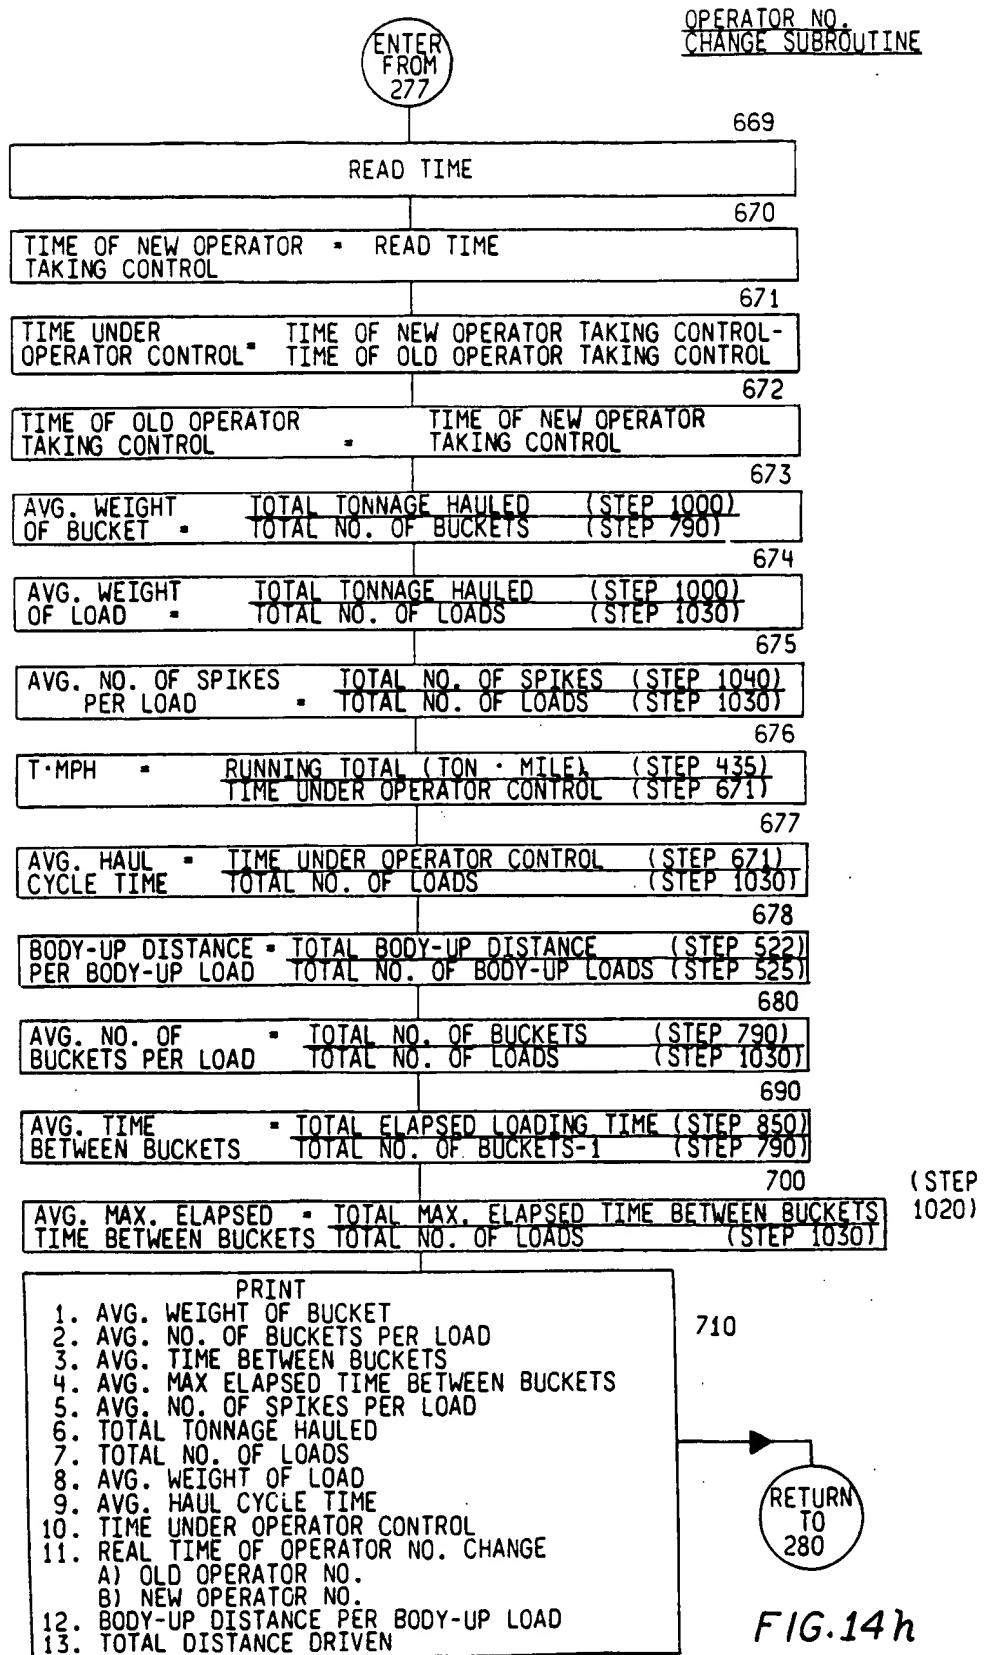 OPERATOR NO.
CHANGE SUBROUTINE
ENTER
FROM
277
669
READ TIME
670
TIME OF NEW OPERATOR = READ TIME
TAKING CONTROL
671
TIME UNDER TIME OF NEW OPERATOR TAKING CONTROL-
OPERATOR CONTROL= TIME OF OLD OPERATOR TAKING CONTROL
672
TIME OF OLD OPERATOR TIME OF NEW OPERATOR
TAKING CONTROL = TAKING CONTROL
673
AVG. WEIGHT TOTAL TONNAGE HAULED (STEP 1000)
OF BUCKET = TOTAL NO. OF BUCKETS (STEP 790)
674
AVG. WEIGHT TOTAL TONNAGE HAULED (STEP 1000)
OF LOAD = TOTAL NO. OF LOADS (STEP 1030)
675
AVG. NO. OF SPIKES TOTAL NO. OF SPIKES (STEP 1040)
PER LOAD = TOTAL NO. OF LOADS (STEP 1030)
676
T·MPH = RUNNING TOTAL (TON · MILE) (STEP 435)
TIME UNDER OPERATOR CONTROL (STEP 671)
677
AVG. HAUL = TIME UNDER OPERATOR CONTROL (STEP 671)
CYCLE TIME TOTAL NO. OF LOADS (STEP 1030)
678
BODY-UP DISTANCE = TOTAL BODY-UP DISTANCE (STEP 522)
PER BODY-UP LOAD TOTAL NO. OF BODY-UP LOADS (STEP 525)
680
AVG. NO. OF = TOTAL NO. OF BUCKETS (STEP 790)
BUCKETS PER LOAD TOTAL NO. OF LOADS (STEP 1030)
690
AVG. TIME = TOTAL ELAPSED LOADING TIME (STEP 850)
BETWEEN BUCKETS TOTAL NO. OF BUCKETS-1 (STEP 790)
700 (STEP
AVG. MAX. ELAPSED = TOTAL MAX. ELAPSED TIME BETWEEN BUCKETS 1020)
TIME BETWEEN BUCKETS TOTAL NO. OF LOADS (STEP 1030)
PRINT
1. AVG. WEIGHT OF BUCKET
710
2. AVG. NO. OF BUCKETS PER LOAD
3. AVG. TIME BETWEEN BUCKETS
4. AVG. MAX ELAPSED TIME BETWEEN BUCKETS
5. AVG. NO. OF SPIKES PER LOAD
6. TOTAL TONNAGE HAULED
7. TOTAL NO. OF LOADS
8. AVG. WEIGHT OF LOAD
9. AVG. HAUL CYCLE TIME
10. TIME UNDER OPERATOR CONTROL
11. REAL TIME OF OPERATOR NO. CHANGE
A) OLD OPERATOR NO.
B) NEW OPERATOR NO.
12. BODY-UP DISTANCE PER BODY-UP LOAD
13. TOTAL DISTANCE DRIVEN
RETURN
TO
280
FIG.14h